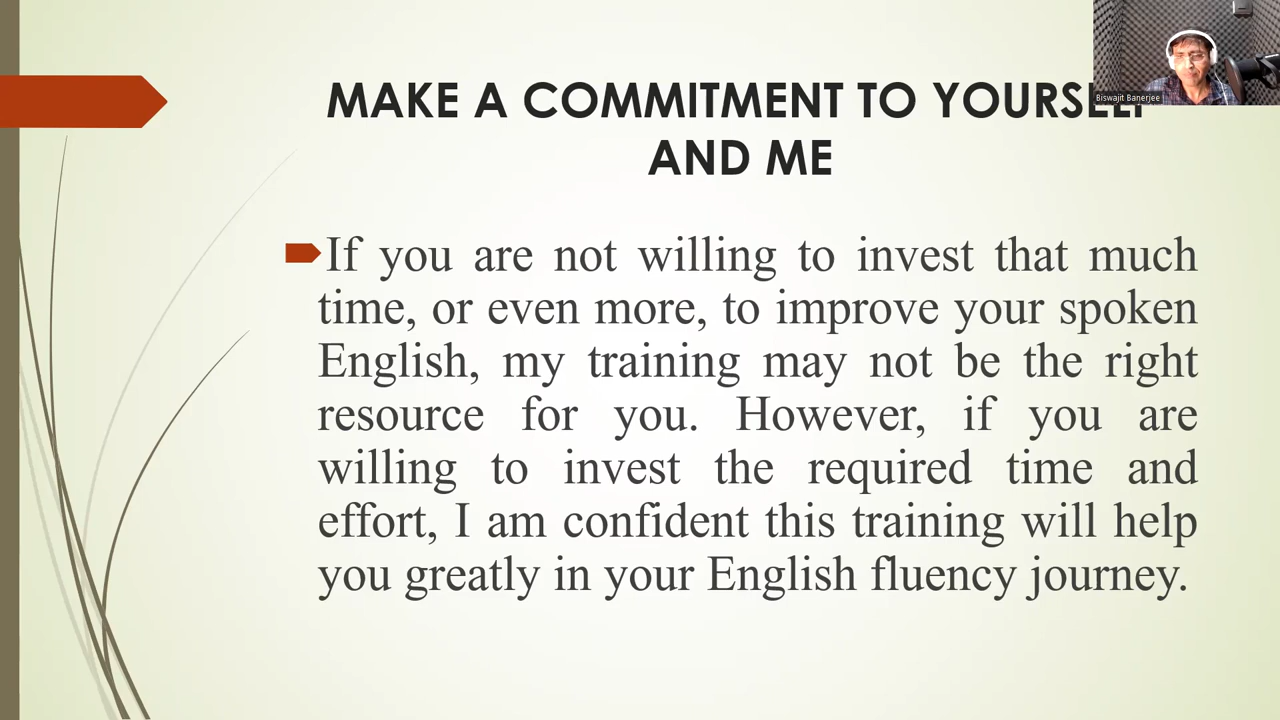 MAKE A COMMITMENT TO YOURSELF
AND ME
If you are not willing to invest that much
time, or even more, to improve your spoken
English, my training may not be the right
resource for you. However, if you are
willing to invest the required time and
effort, I am confident this training will help
you greatly in your English fluency journey.
Biswajit Banerjee